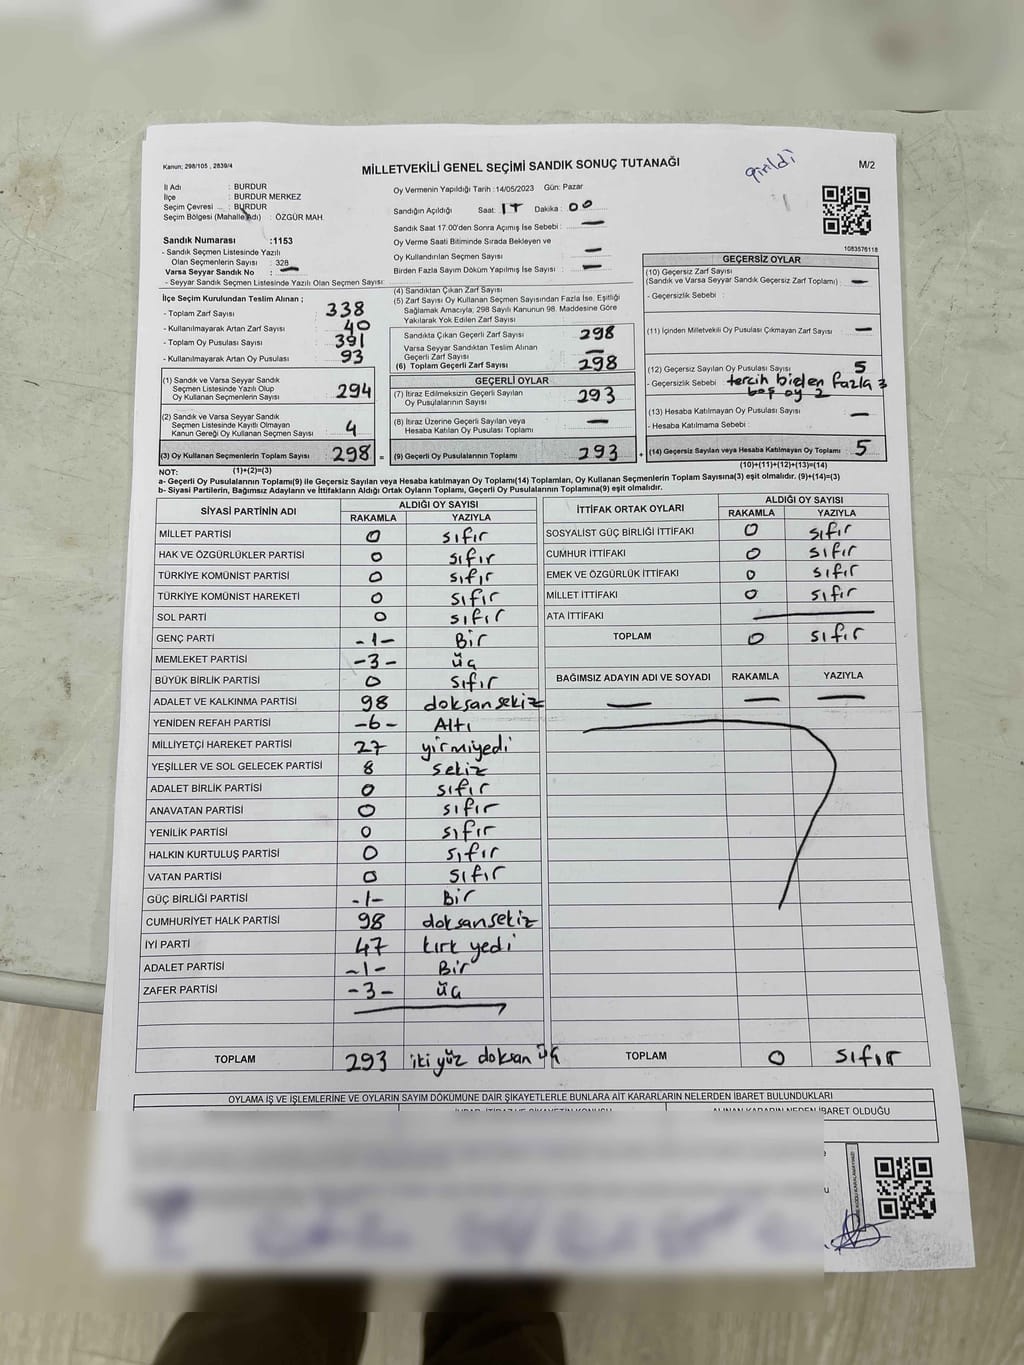 Kanun; 298/105 , 2839/4
MİLLETVEKİLİ GENEL SEÇİMİ SANDIK SONUÇ TUTANAĞI
girildi
M/2
İl Adı : BURDUR
İlçe : BURDUR MERKEZ
Seçim Çevresi : BURDUR
Seçim Bölgesi (Mahalle Adı) : ÖZGÜR MAH.
Oy Vermenin Yapıldığı Tarih :14/05/2023 Gün: Pazar
Sandığın Açıldığı Saat: 17 Dakika : 00
Sandık Saat 17.00'den Sonra Açılmış İse Sebebi : —
Oy Verme Saati Bitiminde Sırada Bekleyen ve
Oy Kullandırılan Seçmen Sayısı : —
Birden Fazla Sayım Döküm Yapılmış İse Sayısı : —
1083576118
Sandık Numarası :1153
- Sandık Seçmen Listesinde Yazılı
Olan Seçmenlerin Sayısı : 328
Varsa Seyyar Sandık No : —
- Seyyar Sandık Seçmen Listesinde Yazılı Olan Seçmen Sayısı:
İlçe Seçim Kurulundan Teslim Alınan ;
- Toplam Zarf Sayısı 338
- Kullanılmayarak Artan Zarf Sayısı 40
- Toplam Oy Pusulası Sayısı 391
- Kullanılmayarak Artan Oy Pusulası 93
(1) Sandık ve Varsa Seyyar Sandık
Seçmen Listesinde Yazılı Olup
Oy Kullanan Seçmenlerin Sayısı 294
(2) Sandık ve Varsa Seyyar Sandık
Seçmen Listesinde Kayıtlı Olmayan
Kanun Gereği Oy Kullanan Seçmen Sayısı 4
(3) Oy Kullanan Seçmenlerin Toplam Sayısı 298 =
(4) Sandıktan Çıkan Zarf Sayısı
(5) Zarf Sayısı Oy Kullanan Seçmen Sayısından Fazla İse, Eşitliği
Sağlamak Amacıyla; 298 Sayılı Kanunun 98. Maddesine Göre
Yakılarak Yok Edilen Zarf Sayısı
Sandıkta Çıkan Geçerli Zarf Sayısı 298
Varsa Seyyar Sandıktan Teslim Alınan
Geçerli Zarf Sayısı —
(6) Toplam Geçerli Zarf Sayısı 298
GEÇERLİ OYLAR
(7) İtiraz Edilmeksizin Geçerli Sayılan
Oy Pusulalarının Sayısı 293
(8) İtiraz Üzerine Geçerli Sayılan veya
Hesaba Katılan Oy Pusulası Toplamı —
(9) Geçerli Oy Pusulalarının Toplamı 293 +
GEÇERSİZ OYLAR
(10) Geçersiz Zarf Sayısı
(Sandık ve Varsa Seyyar Sandık Geçersiz Zarf Toplamı) : —
- Geçersizlik Sebebi :
(11) İçinden Milletvekili Oy Pusulası Çıkmayan Zarf Sayısı —
(12) Geçersiz Sayılan Oy Pusulası Sayısı 5
- Geçersizlik Sebebi : tercih birden fazla 3
boş oy 2
(13) Hesaba Katılmayan Oy Pusulası Sayısı —
- Hesaba Katılmama Sebebi :
(14) Geçersiz Sayılan veya Hesaba Katılmayan Oy Toplamı 5
NOT: (1)+(2)=(3) (10)+(11)+(12)+(13)=(14)
a- Geçerli Oy Pusulalarının Toplamı(9) ile Geçersiz Sayılan veya Hesaba katılmayan Oy Toplamı(14) Toplamları, Oy Kullanan Seçmenlerin Toplam Sayısına(3) eşit olmalıdır. (9)+(14)=(3)
b- Siyasi Partilerin, Bağımsız Adayların ve İttifakların Aldığı Ortak Oyların Toplamı, Geçerli Oy Pusulalarının Toplamına(9) eşit olmalıdır.
SİYASİ PARTİNİN ADI ALDIĞI OY SAYISI
RAKAMLA YAZIYLA
MİLLET PARTİSİ 0 sıfır
HAK VE ÖZGÜRLÜKLER PARTİSİ 0 sıfır
TÜRKİYE KOMÜNİST PARTİSİ 0 sıfır
TÜRKİYE KOMÜNİST HAREKETİ 0 sıfır
SOL PARTİ 0 sıfır
GENÇ PARTİ -1- Bir
MEMLEKET PARTİSİ -3- üç
BÜYÜK BİRLİK PARTİSİ 0 sıfır
ADALET VE KALKINMA PARTİSİ 98 doksansekiz
YENİDEN REFAH PARTİSİ -6- Altı
MİLLİYETÇİ HAREKET PARTİSİ 27 yirmiyedi
YEŞİLLER VE SOL GELECEK PARTİSİ 8 sekiz
ADALET BİRLİK PARTİSİ 0 sıfır
ANAVATAN PARTİSİ 0 sıfır
YENİLİK PARTİSİ 0 sıfır
HALKIN KURTULUŞ PARTİSİ 0 sıfır
VATAN PARTİSİ 0 sıfır
GÜÇ BİRLİĞİ PARTİSİ -1- Bir
CUMHURİYET HALK PARTİSİ 98 doksansekiz
İYİ PARTİ 47 kırk yedi
ADALET PARTİSİ -1- Bir
ZAFER PARTİSİ -3- üç
TOPLAM 293 iki yüz doksan üç
İTTİFAK ORTAK OYLARI ALDIĞI OY SAYISI
RAKAMLA YAZIYLA
SOSYALİST GÜÇ BİRLİĞİ İTTİFAKI 0 sıfır
CUMHUR İTTİFAKI 0 sıfır
EMEK VE ÖZGÜRLÜK İTTİFAKI 0 sıfır
MİLLET İTTİFAKI 0 sıfır
ATA İTTİFAKI —
TOPLAM 0 sıfır
BAĞIMSIZ ADAYIN ADI VE SOYADI RAKAMLA YAZIYLA
— — —
TOPLAM 0 sıfır
OYLAMA İŞ VE İŞLEMLERİNE VE OYLARIN SAYIM DÖKÜMÜNE DAİR ŞİKAYETLERLE BUNLARA AİT KARARLARIN NELERDEN İBARET BULUNDUKLARI
ALINAN KARARIN NEDEN İBARET OLDUĞU